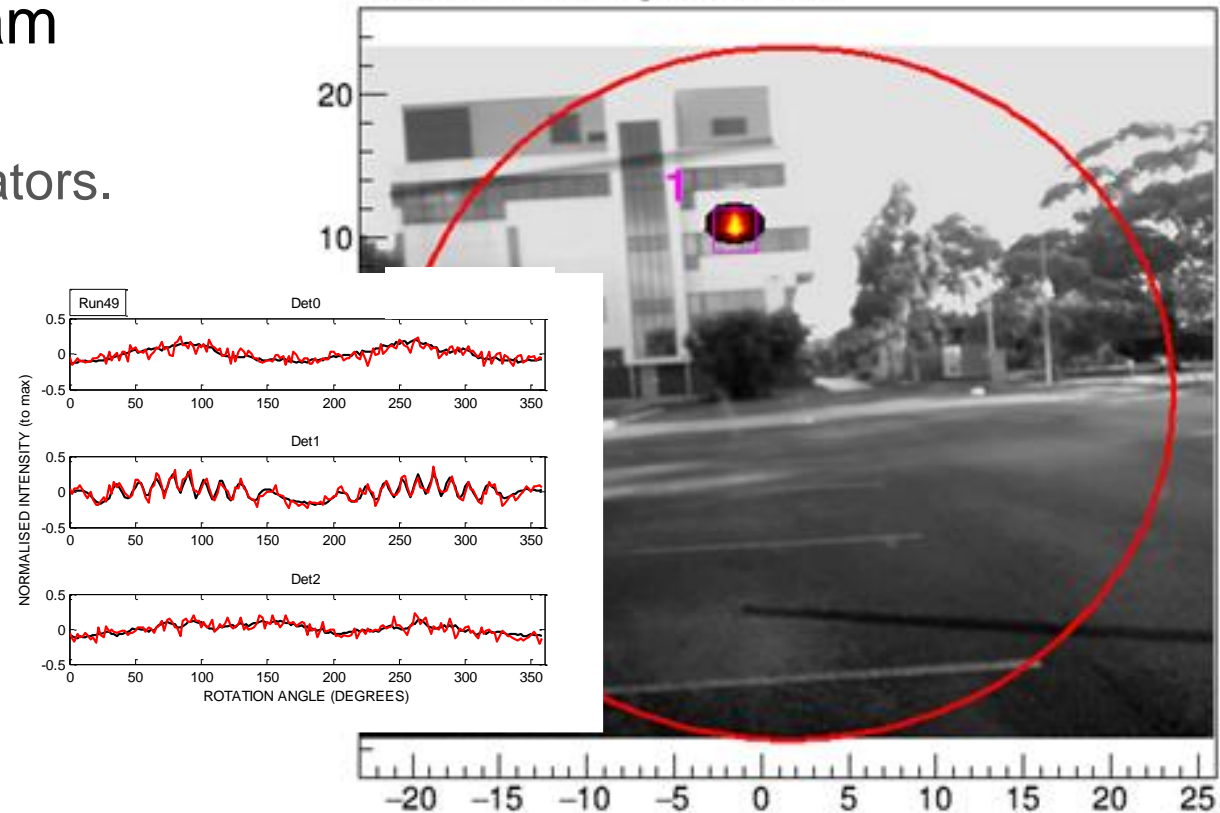 am
ators.
20
10
1
Run49
Det0
0.5
0
-0.5
0 50 100 150 200 250 300 350
Det1
0.5
0
-0.5
0 50 100 150 200 250 300 350
Det2
0.5
0
-0.5
0 50 100 150 200 250 300 350
NORMALISED INTENSITY (to max)
ROTATION ANGLE (DEGREES)
−20 −15 −10 −5 0 5 10 15 20 25